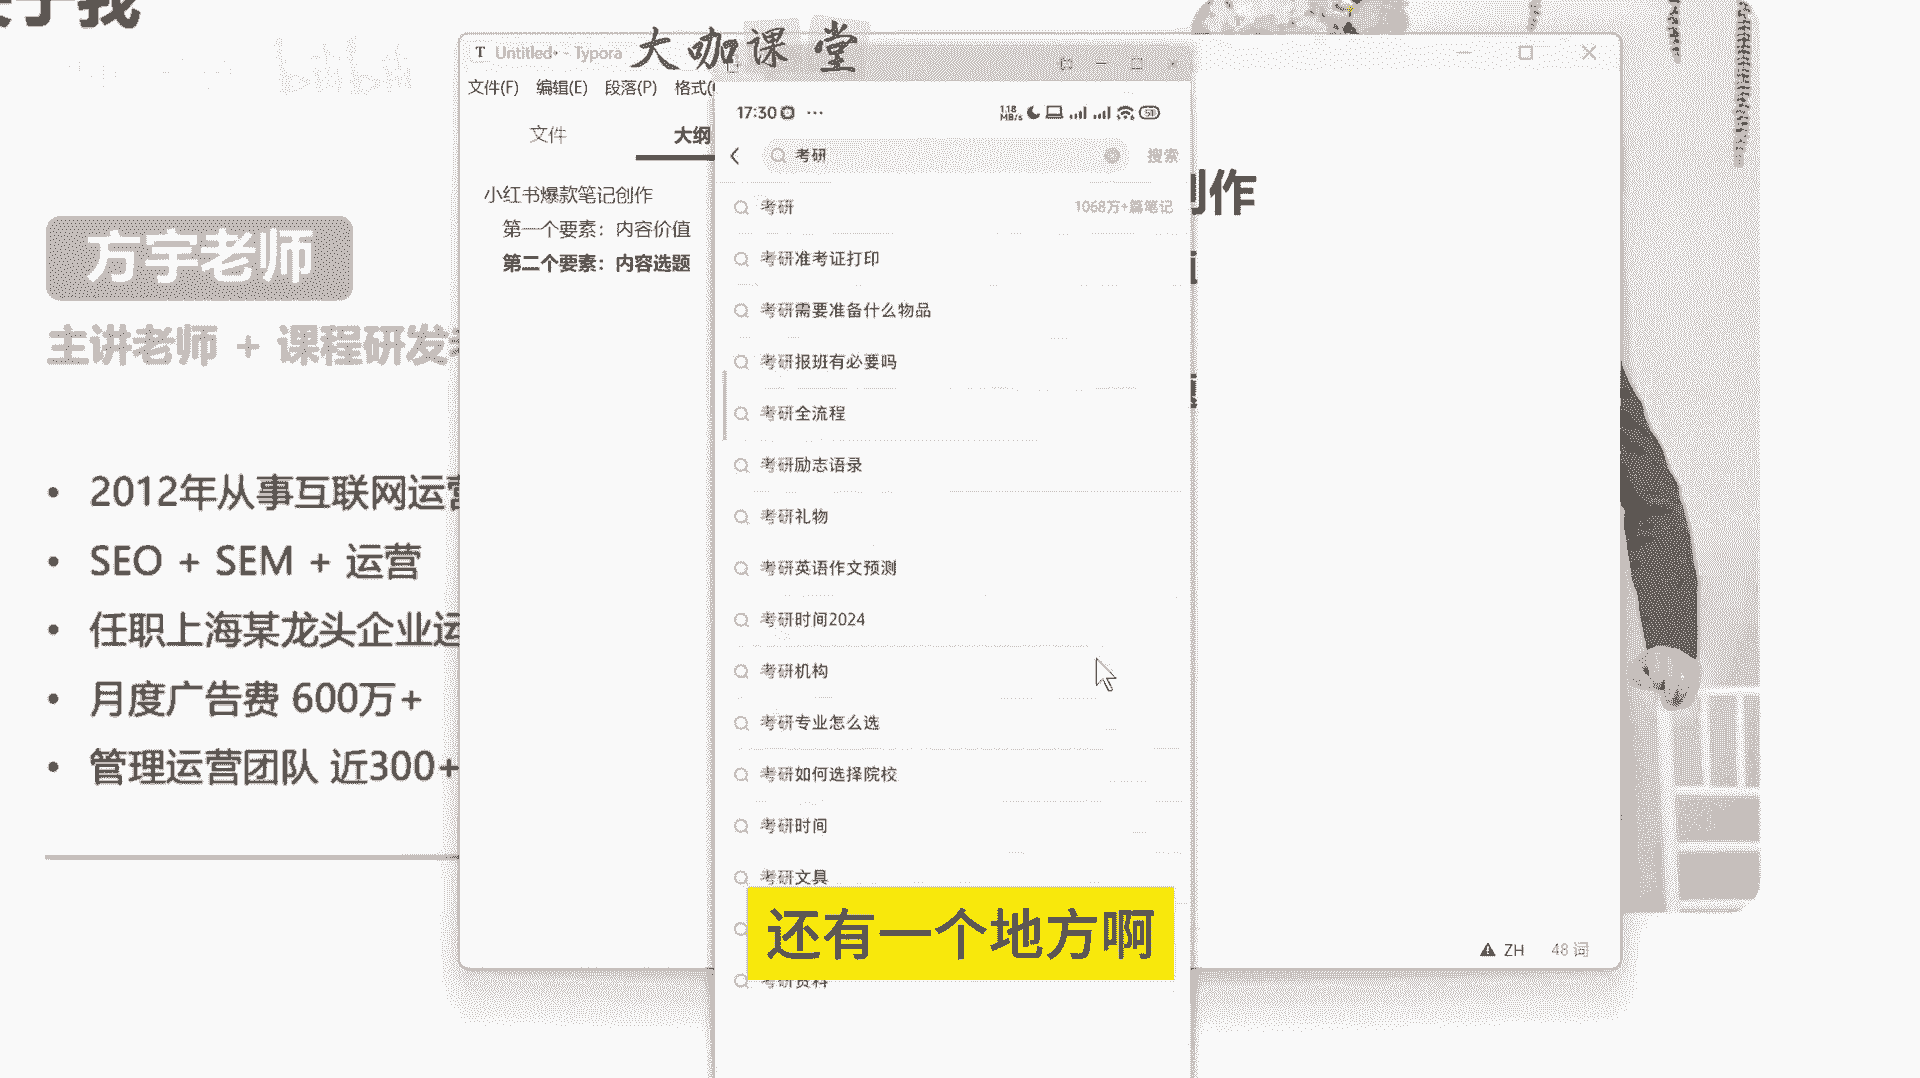 大咖课堂
bilibili
方宇老师
主讲老师 + 课程研发
• 2012年从事互联网运营
• SEO + SEM + 运营
• 任职上海某龙头企业运
• 月度广告费 600万+
• 管理运营团队 近300+
T Untitled• - Typora
文件(F) 编辑(E) 段落(P) 格式(
文件 大纲
小红书爆款笔记创作
第一个要素：内容价值
第二个要素：内容选题
17:30 ···
1.18 MB/s 51
考研 搜索
考研 1068万+篇笔记
考研准考证打印
考研需要准备什么物品
考研报班有必要吗
考研全流程
考研励志语录
考研礼物
考研英语作文预测
考研时间2024
考研机构
考研专业怎么选
考研如何选择院校
考研时间
考研文具
考研资料
还有一个地方啊
创作
ZH 48 词